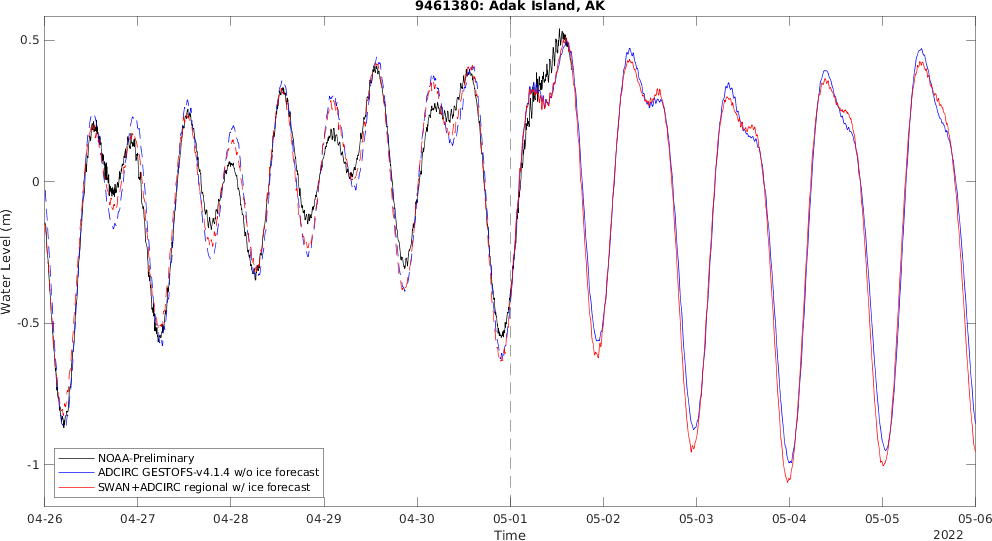 9461380: Adak Island, AK
Water Level (m)
0.5
0
-0.5
-1
NOAA-Preliminary
ADCIRC GESTOFS-v4.1.4 w/o ice forecast
SWAN+ADCIRC regional w/ ice forecast
04-26 04-27 04-28 04-29 04-30 05-01 05-02 05-03 05-04 05-05 05-06
Time
2022